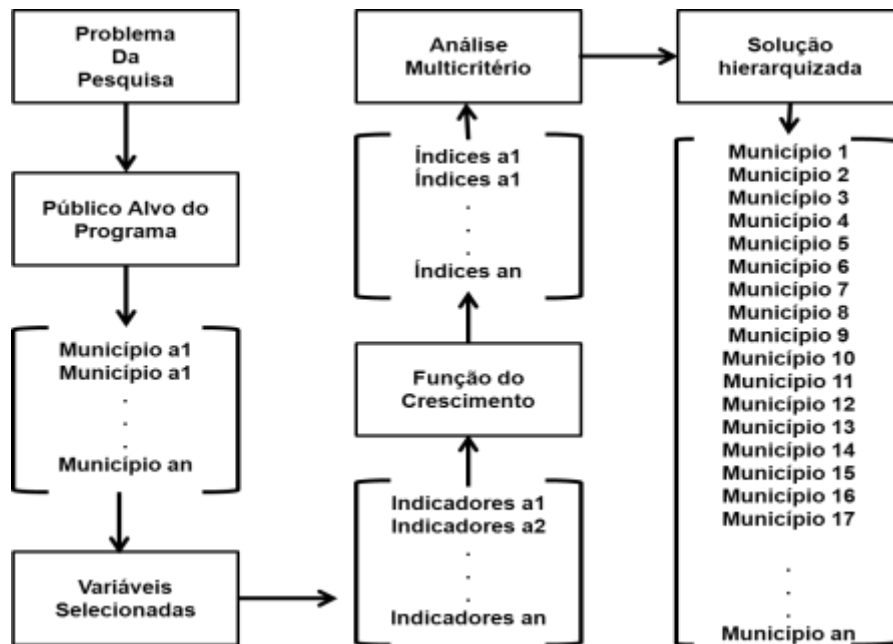 Problema
Da
Pesquisa
Público Alvo do
Programa
Município a1
Município a1
.
.
.
Município an
Variáveis
Selecionadas
Indicadores a1
Indicadores a2
.
.
.
Indicadores an
Função do
Crescimento
Índices a1
Índices a1
.
.
.
Índices an
Análise
Multicritério
Solução
hierarquizada
Município 1
Município 2
Município 3
Município 4
Município 5
Município 6
Município 7
Município 8
Município 9
Município 10
Município 11
Município 12
Município 13
Município 14
Município 15
Município 16
Município 17
.
.
.
Município an